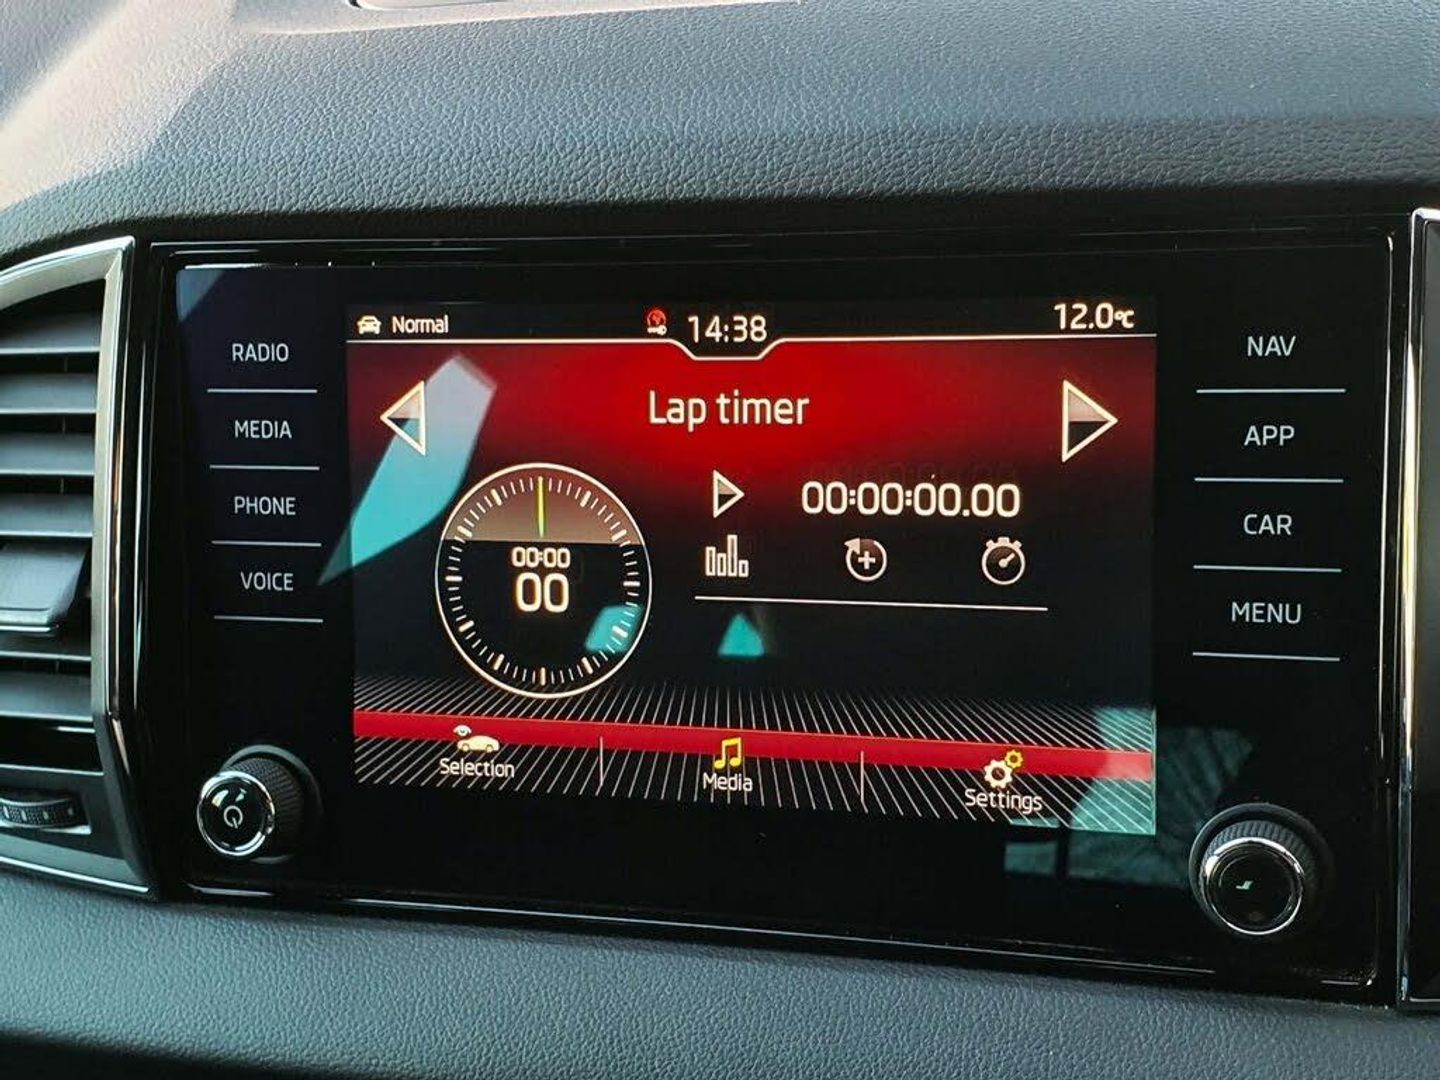 Normal
14:38
12.0°C
RADIO
MEDIA
PHONE
VOICE
Lap timer
00:00:00.00
00:00
00
Selection
Media
Settings
NAV
APP
CAR
MENU